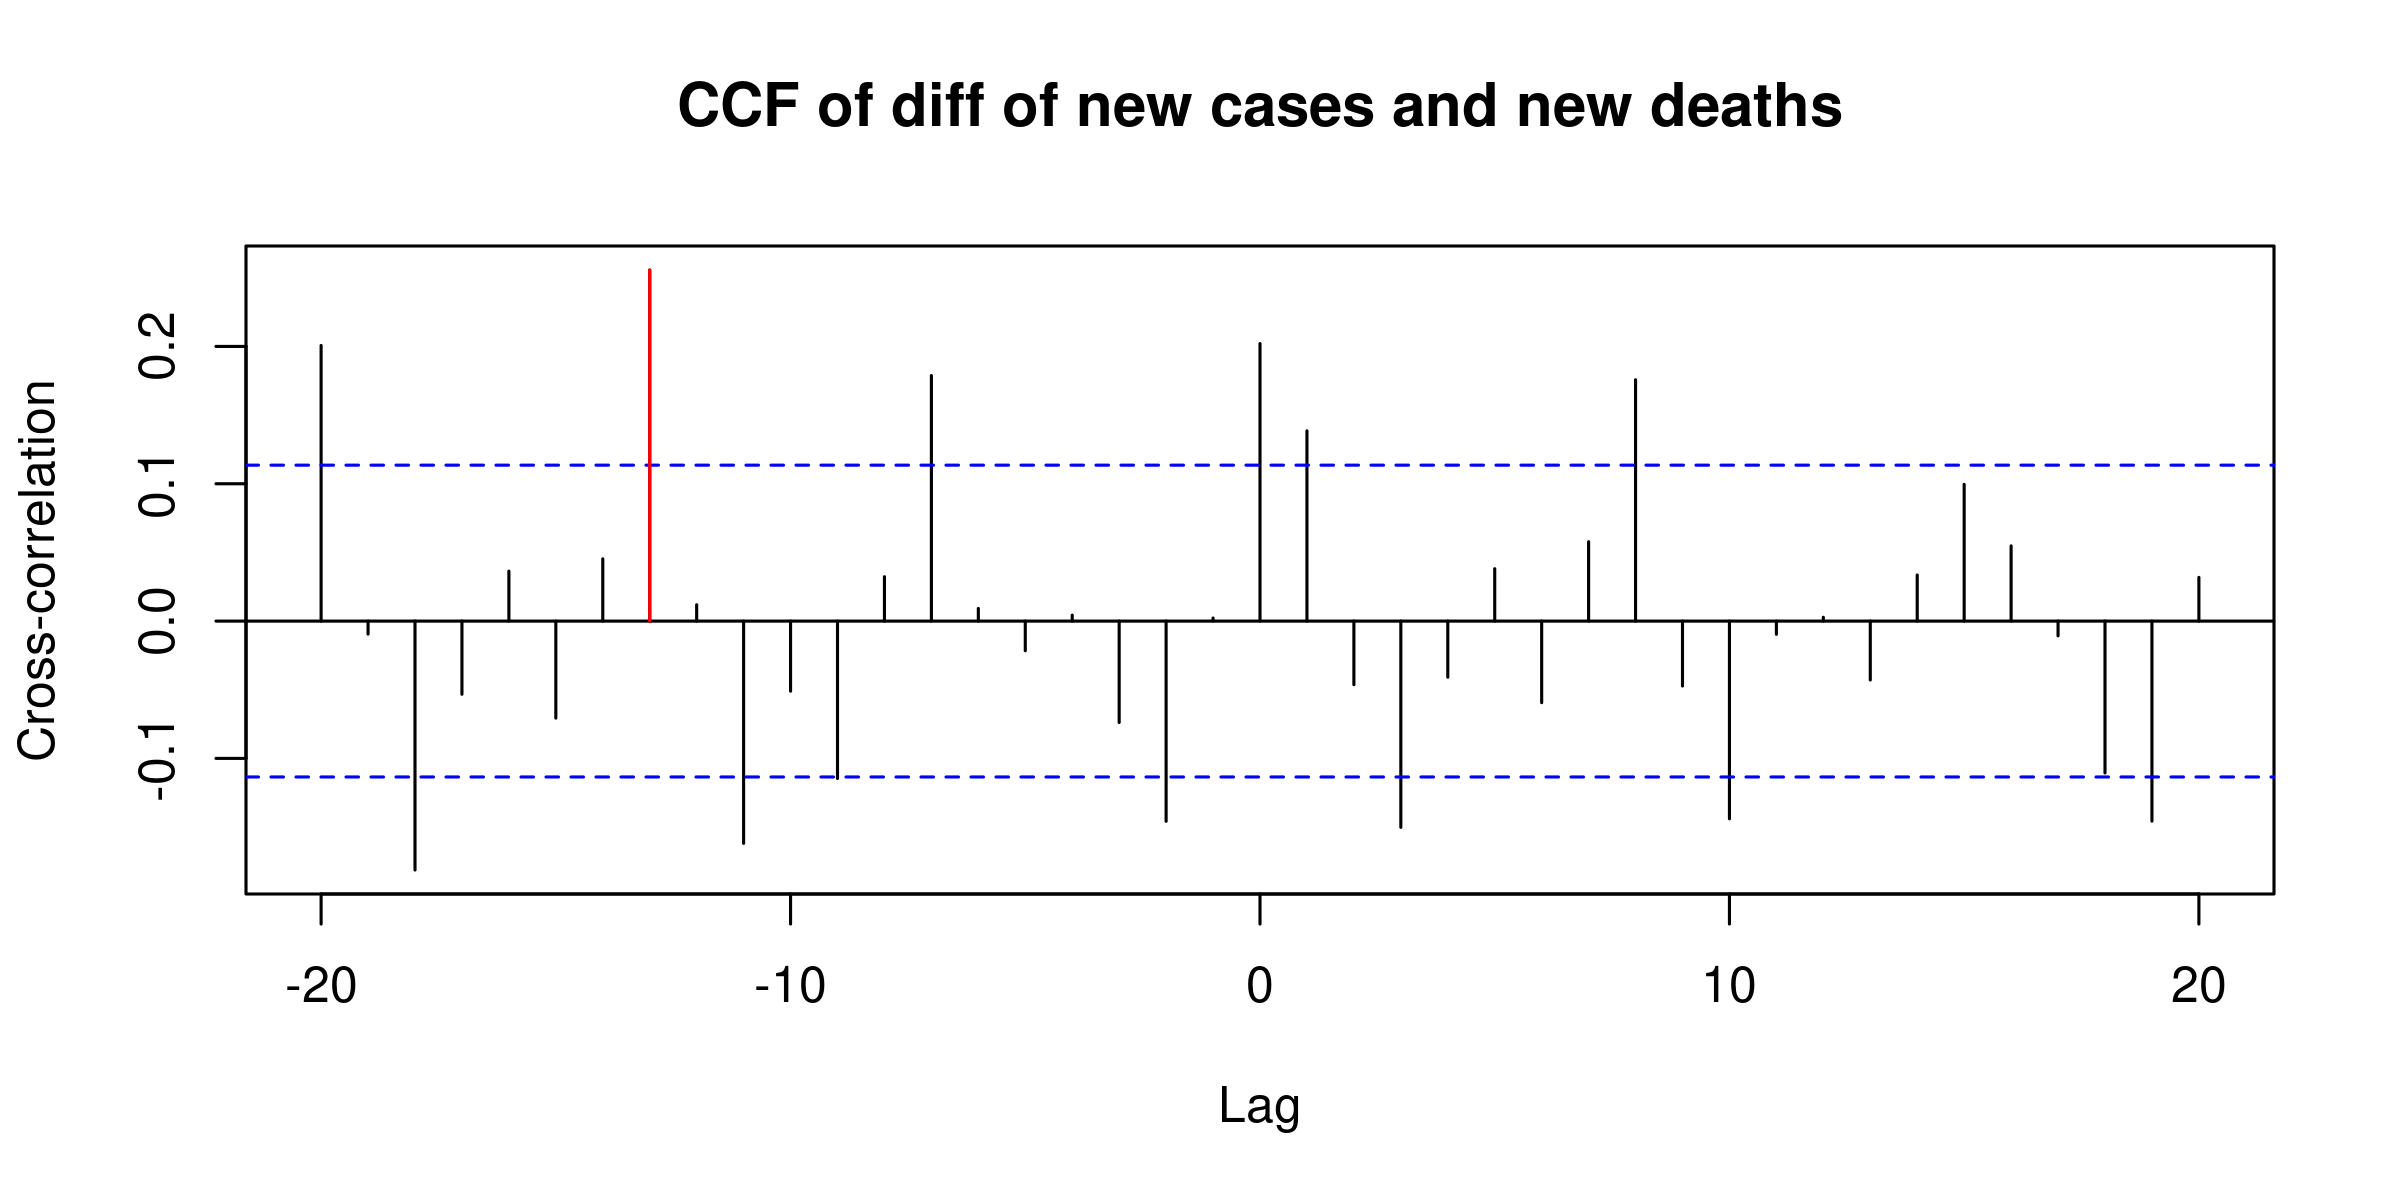 CCF of diff of new cases and new deaths
Cross-correlation
0.2
0.1
0.0
-0.1
-20 -10 0 10 20
Lag